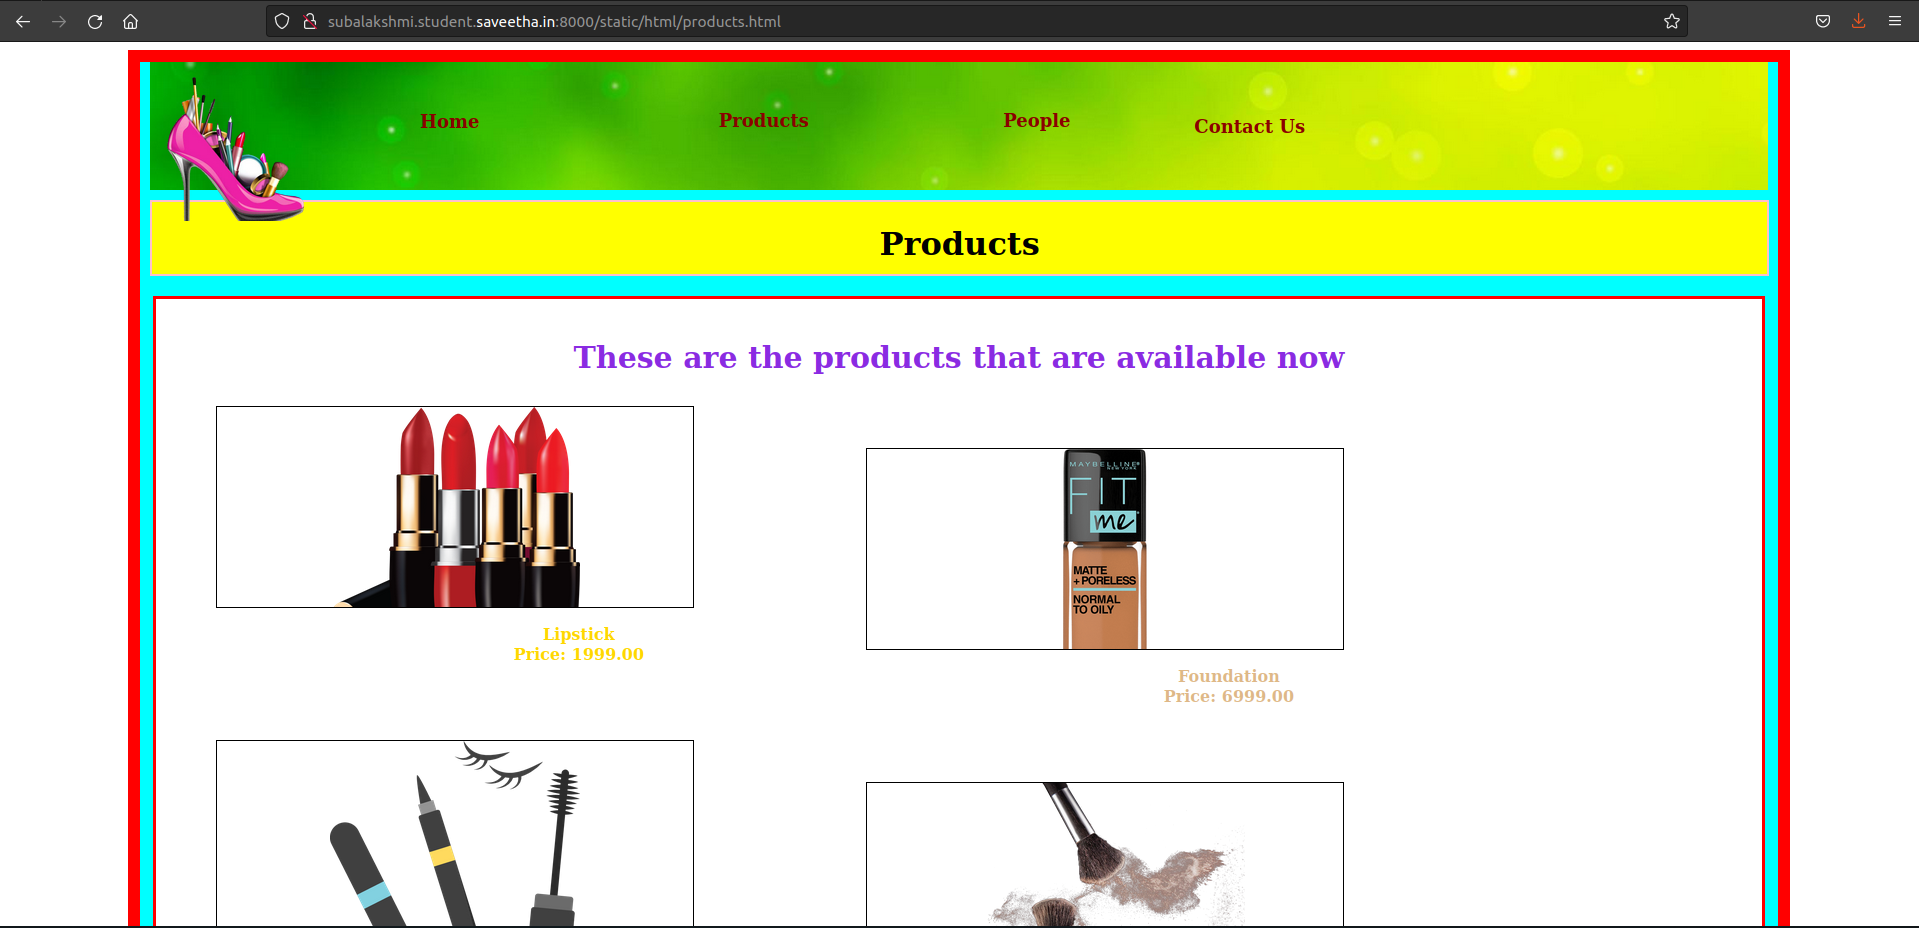 subalakshmi.student.saveetha.in:8000/static/html/products.html
Home
Products
People
Contact Us
Products
These are the products that are available now
MAYBELLINE
NEW YORK
FIT
me
MATTE
+ PORELESS
NORMAL
TO OILY
Lipstick
Price: 1999.00
Foundation
Price: 6999.00